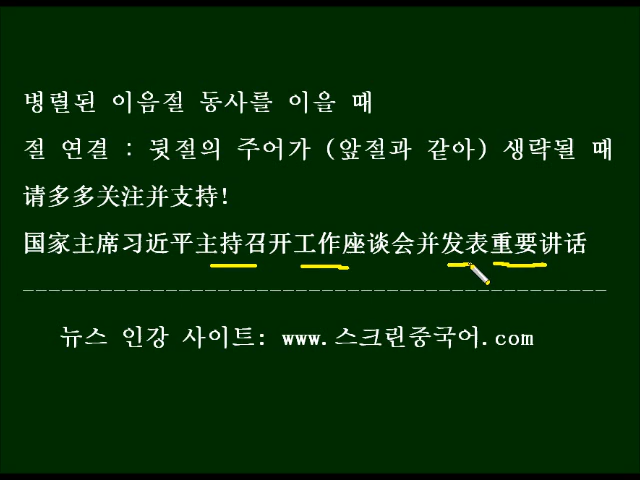 병렬된 이음절 동사를 이을 때
절 연결 : 뒷절의 주어가 (앞절과 같아) 생략될 때
请多多关注并支持!
国家主席习近平主持召开工作座谈会并发表重要讲话
뉴스 인강 사이트: www.스크린중국어.com